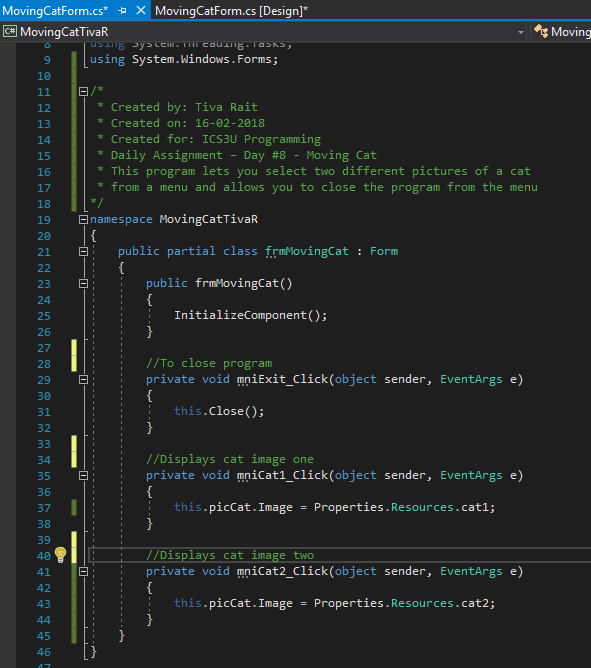 MovingCatForm.cs* MovingCatForm.cs [Design]*
C# MovingCatTivaR Moving
8 using System.Threading.Tasks;
9 using System.Windows.Forms;
10
11 /*
12 * Created by: Tiva Rait
13 * Created on: 16-02-2018
14 * Created for: ICS3U Programming
15 * Daily Assignment – Day #8 - Moving Cat
16 * This program lets you select two different pictures of a cat
17 * from a menu and allows you to close the program from the menu
18 */
19 namespace MovingCatTivaR
20 {
21 public partial class frmMovingCat : Form
22 {
23 public frmMovingCat()
24 {
25 InitializeComponent();
26 }
27
28 //To close program
29 private void mniExit_Click(object sender, EventArgs e)
30 {
31 this.Close();
32 }
33
34 //Displays cat image one
35 private void mniCat1_Click(object sender, EventArgs e)
36 {
37 this.picCat.Image = Properties.Resources.cat1;
38 }
39
40 //Displays cat image two
41 private void mniCat2_Click(object sender, EventArgs e)
42 {
43 this.picCat.Image = Properties.Resources.cat2;
44 }
45 }
46 }
47